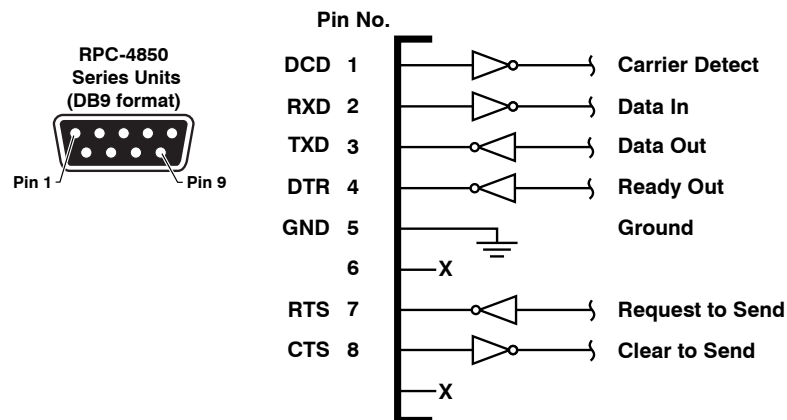 Pin No.
RPC-4850
Series Units
(DB9 format)
Pin 1
Pin 9
DCD 1 Carrier Detect
RXD 2 Data In
TXD 3 Data Out
DTR 4 Ready Out
GND 5 Ground
6 X
RTS 7 Request to Send
CTS 8 Clear to Send
X